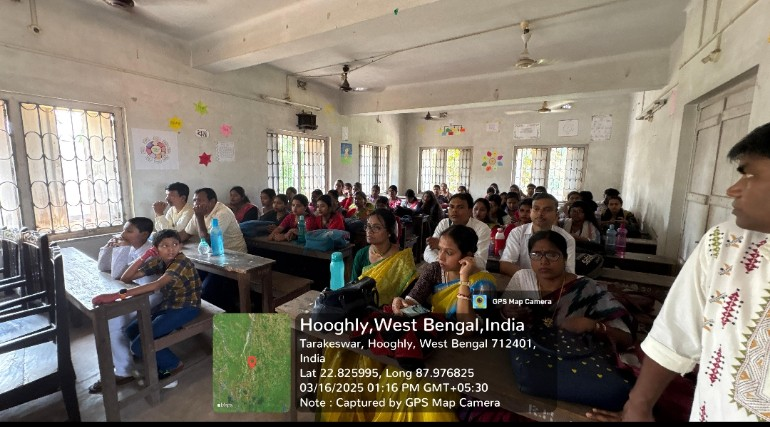 GPS Map Camera
Hooghly,West Bengal,India
Tarakeswar, Hooghly, West Bengal 712401,
India
Lat 22.825995, Long 87.976825
03/16/2025 01:16 PM GMT+05:30
Note : Captured by GPS Map Camera